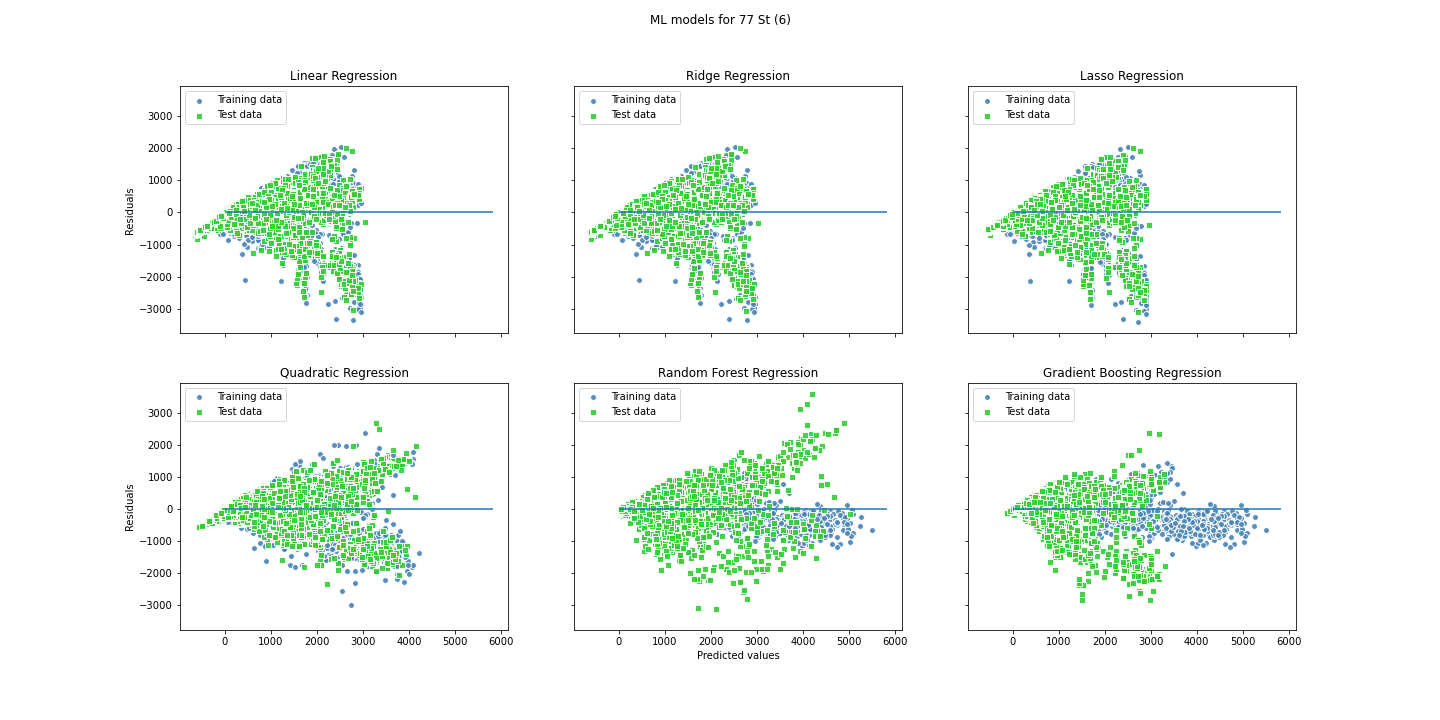 ML models for 77 St (6)
Linear Regression
Training data
Test data
3000
2000
1000
0
−1000
−2000
−3000
Residuals
Ridge Regression
Training data
Test data
Lasso Regression
Training data
Test data
Quadratic Regression
Training data
Test data
3000
2000
1000
0
−1000
−2000
−3000
Residuals
0 1000 2000 3000 4000 5000 6000
Random Forest Regression
Training data
Test data
0 1000 2000 3000 4000 5000 6000
Predicted values
Gradient Boosting Regression
Training data
Test data
0 1000 2000 3000 4000 5000 6000